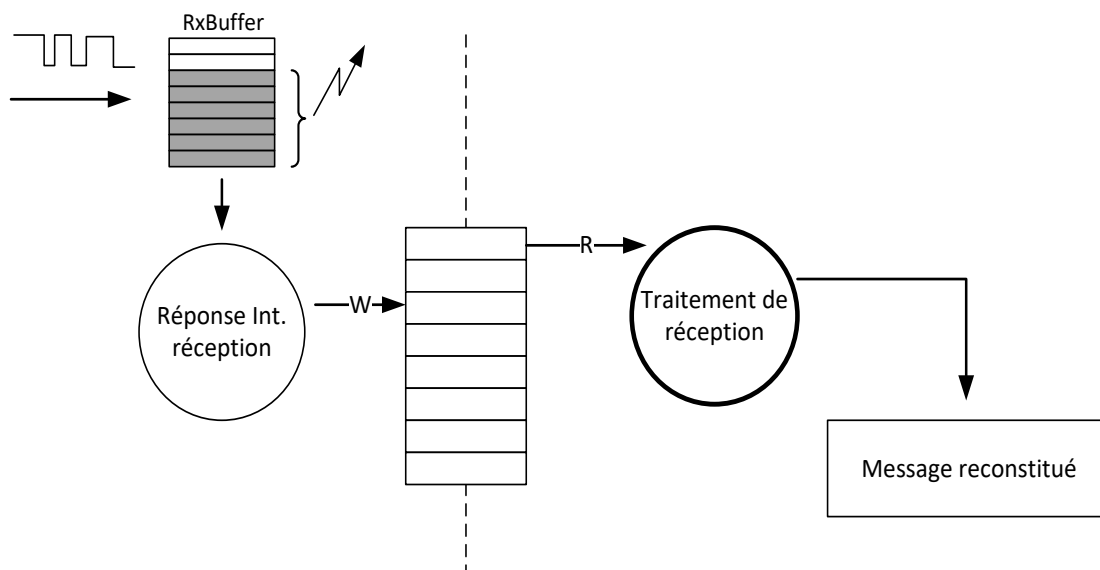 RxBuffer
Réponse Int.
réception
W
R
Traitement de
réception
Message reconstitué